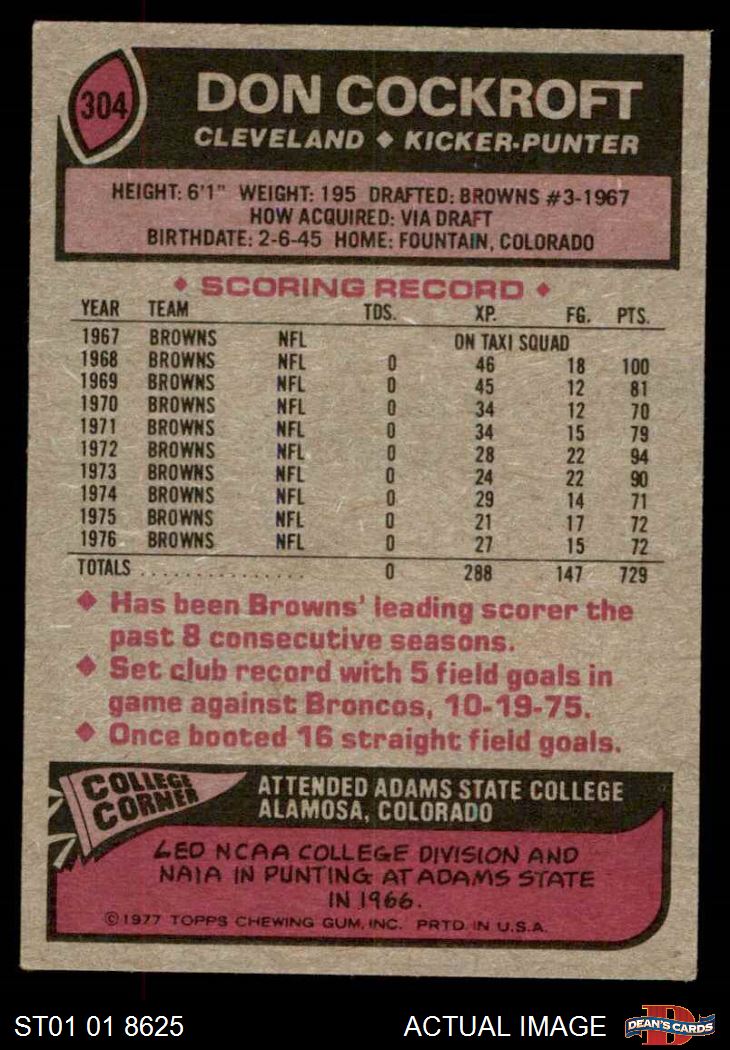 304
DON COCKROFT
CLEVELAND ◆ KICKER-PUNTER
HEIGHT: 6'1" WEIGHT: 195 DRAFTED: BROWNS #3-1967
HOW ACQUIRED: VIA DRAFT
BIRTHDATE: 2-6-45 HOME: FOUNTAIN, COLORADO
◆ SCORING RECORD ◆
YEAR TEAM TDS. XP. FG. PTS.
1967 BROWNS NFL ON TAXI SQUAD
1968 BROWNS NFL 0 46 18 100
1969 BROWNS NFL 0 45 12 81
1970 BROWNS NFL 0 34 12 70
1971 BROWNS NFL 0 34 15 79
1972 BROWNS NFL 0 28 22 94
1973 BROWNS NFL 0 24 22 90
1974 BROWNS NFL 0 29 14 71
1975 BROWNS NFL 0 21 17 72
1976 BROWNS NFL 0 27 15 72
TOTALS ................ 0 288 147 729
◆ Has been Browns' leading scorer the
past 8 consecutive seasons.
◆ Set club record with 5 field goals in
game against Broncos, 10-19-75.
◆ Once booted 16 straight field goals.
COLLEGE
CORNER
ATTENDED ADAMS STATE COLLEGE
ALAMOSA, COLORADO
LED NCAA COLLEGE DIVISION AND
NAIA IN PUNTING AT ADAMS STATE
IN 1966.
©1977 TOPPS CHEWING GUM, INC. PRTD. IN U.S.A.
ST01 01 8625
ACTUAL IMAGE
D
DEAN'S CARDS